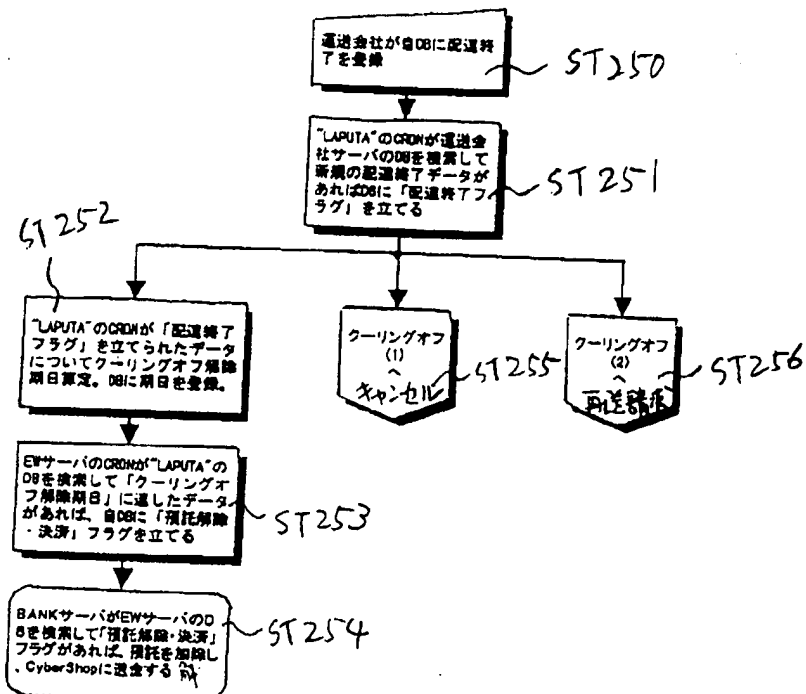 運送会社が自DBに配送終
了を登録
ST250
"LAPUTA"のCRONが運送会
社サーバのDBを検索して
新規の配送終了データが
あればDBに「配送終了フ
ラグ」を立てる
ST251
ST252
"LAPUTA"のCRONが「配送終了
フラグ」を立てられたデータ
についてクーリングオフ解除
期日算定。DBに期日を登録。
クーリングオフ
(1)
へ
キャンセル
ST255
クーリングオフ
(2)
へ
再送請求
ST256
EWサーバのCRONが"LAPUTA"の
DBを検索して「クーリングオ
フ解除期日」に達したデータ
があれば、自DBに「預託解除
・決済」フラグを立てる
ST253
BANKサーバがEWサーバのD
Bを検索して「預託解除・決済」
フラグがあれば、預託を解除し
、CyberShopに送金する
ST254